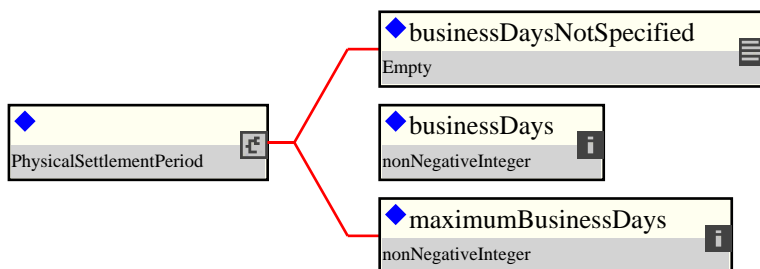 businessDaysNotSpecified
Empty
PhysicalSettlementPeriod
businessDays
nonNegativeInteger
maximumBusinessDays
nonNegativeInteger